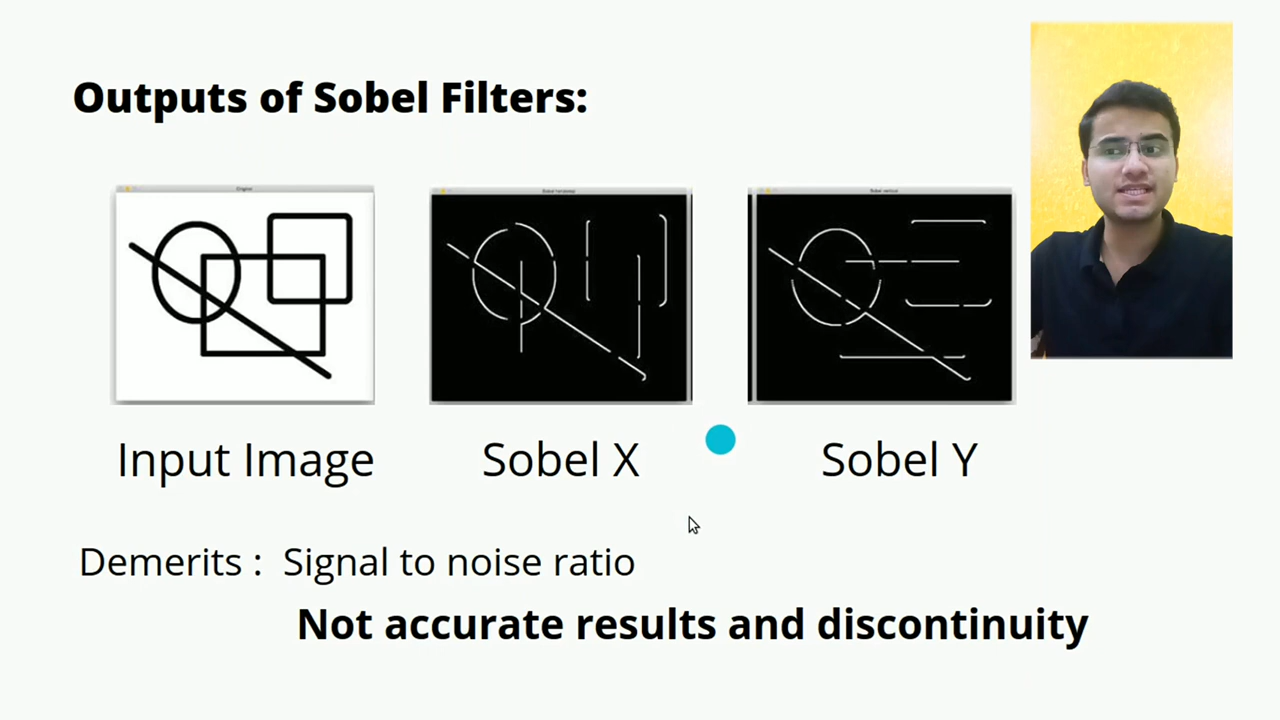 Outputs of Sobel Filters:
Input Image
Sobel X
Sobel Y
Demerits : Signal to noise ratio
Not accurate results and discontinuity